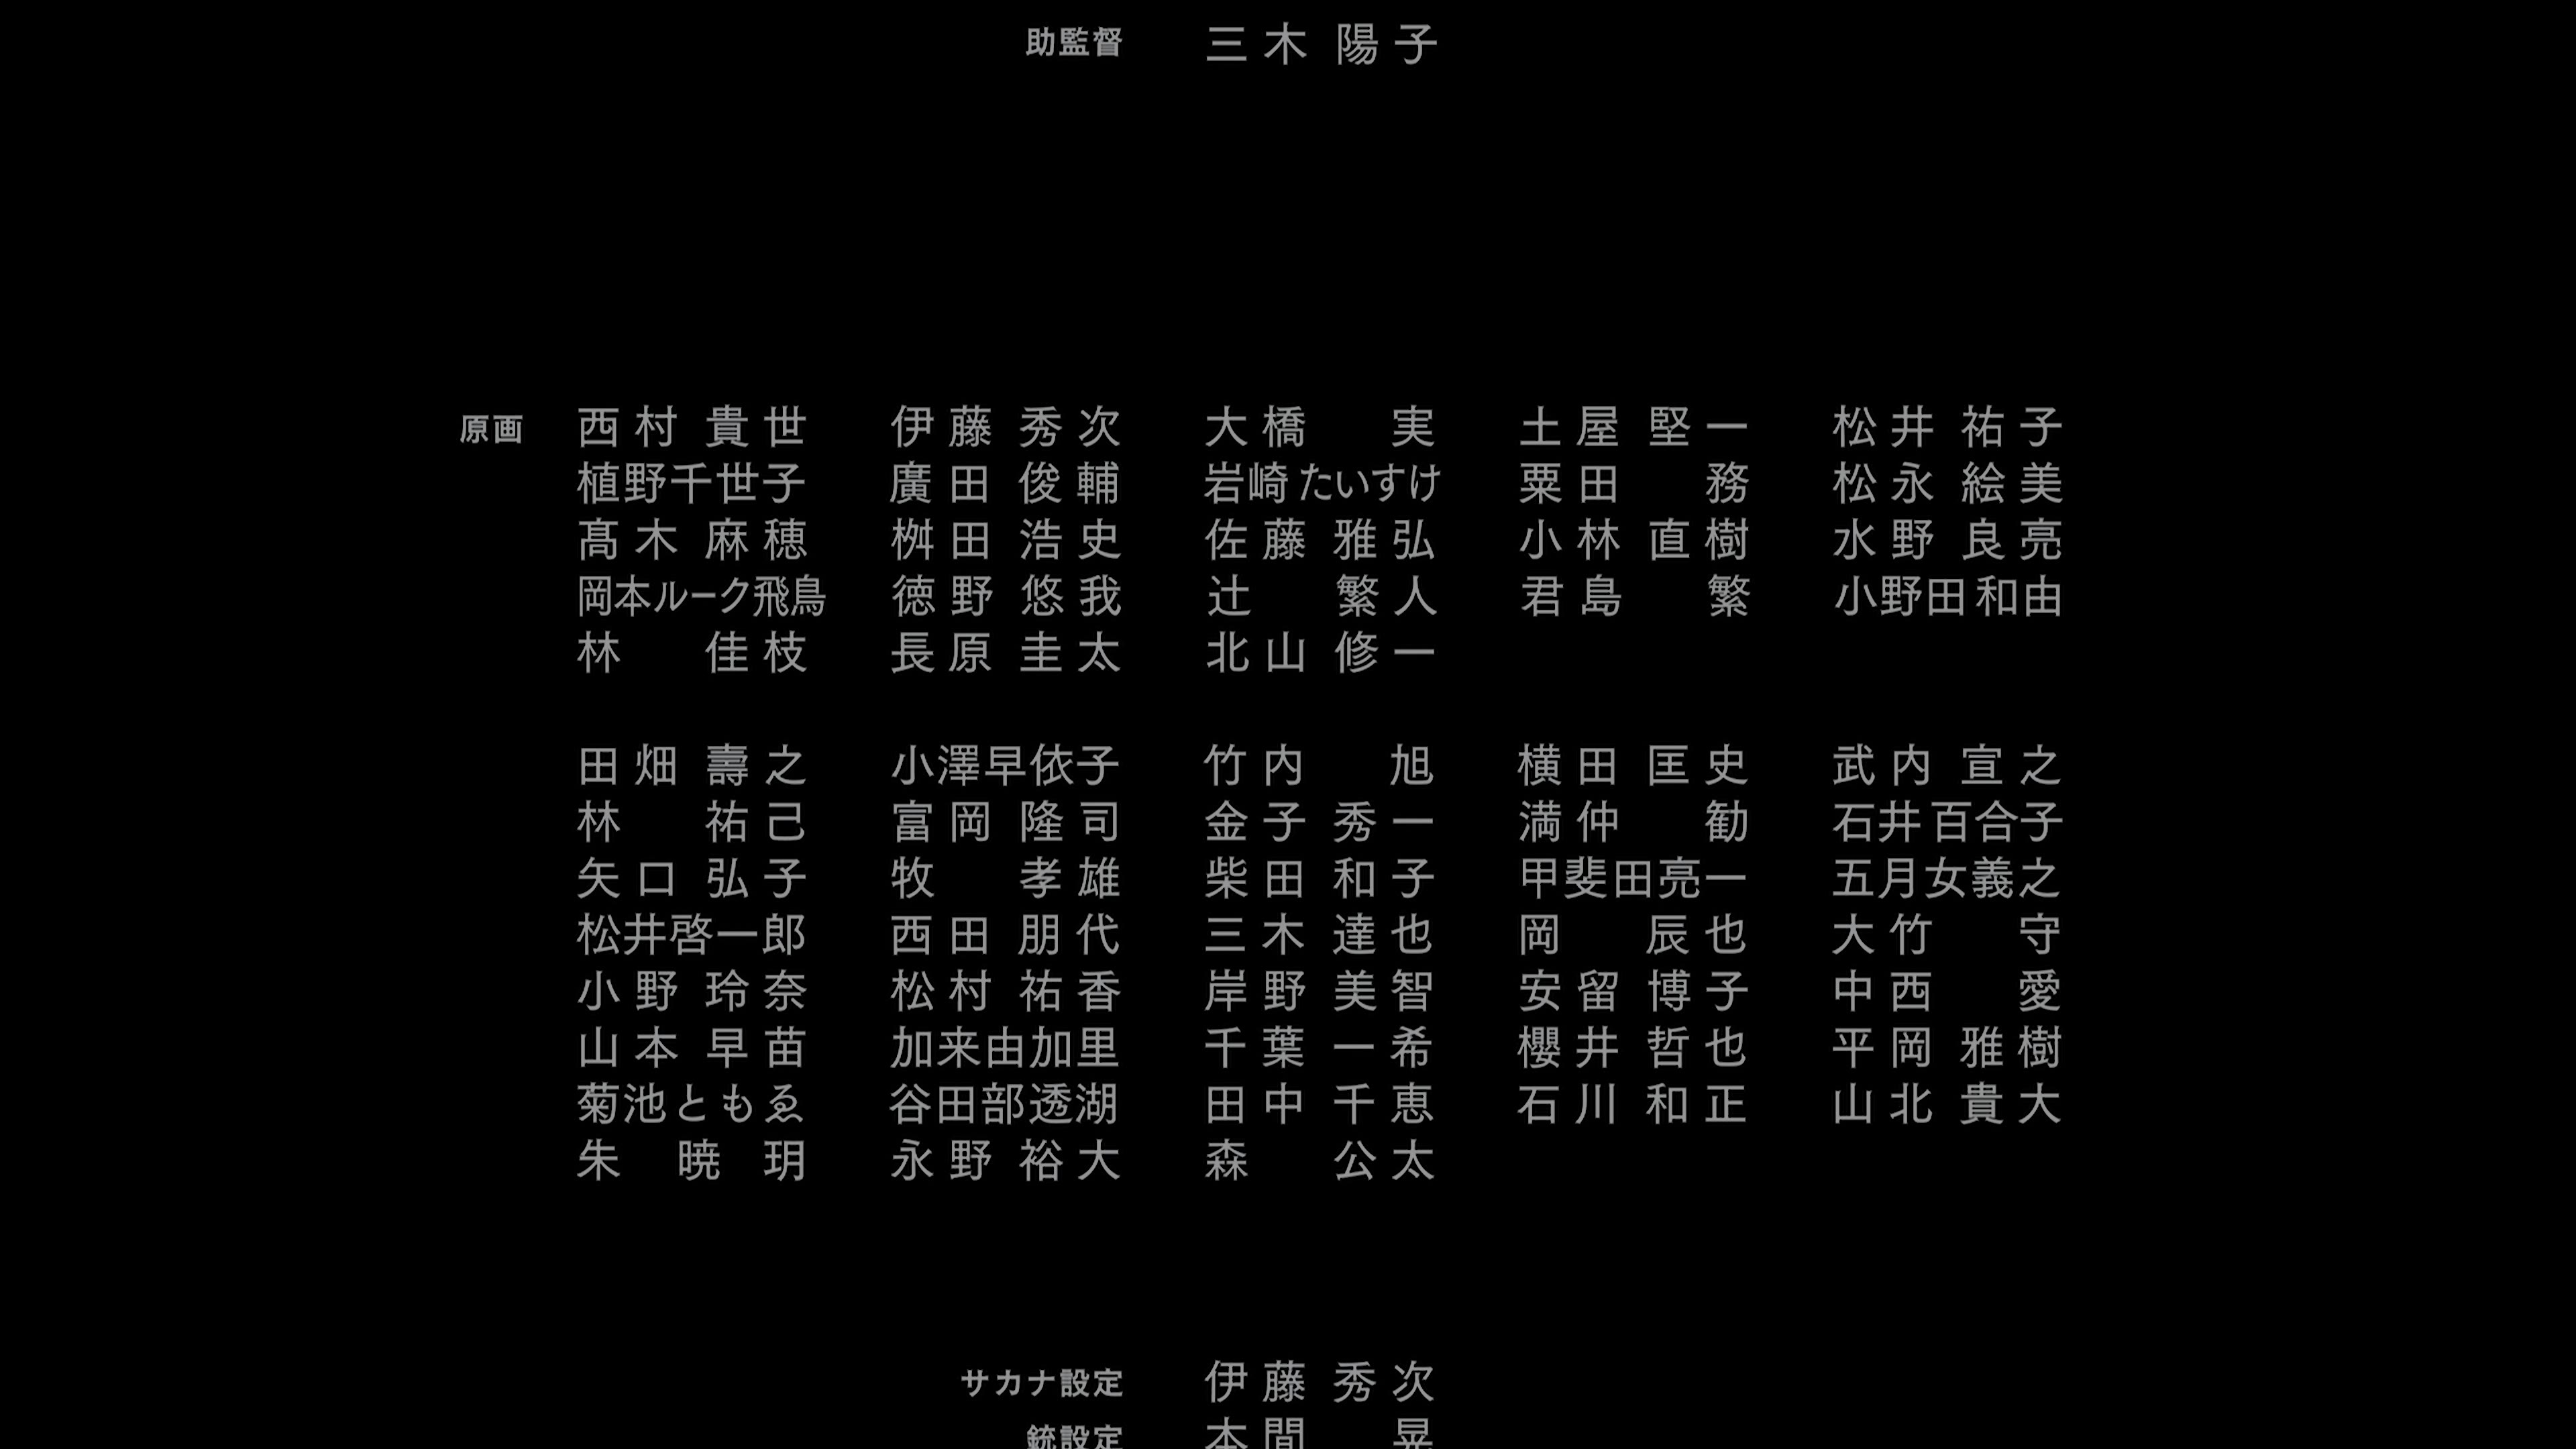 助監督 三木陽子
原画 西村貴世 伊藤秀次 大橋実 土屋堅一 松井祐子
植野千世子 廣田俊輔 岩崎たいすけ 粟田務 松永絵美
髙木麻穂 桝田浩史 佐藤雅弘 小林直樹 水野良亮
岡本ルーク飛鳥 徳野悠我 辻繁人 君島繁 小野田和由
林佳枝 長原圭太 北山修一
田畑壽之 小澤早依子 竹内旭 横田匡史 武内宣之
林祐己 富岡隆司 金子秀一 満仲勧 石井百合子
矢口弘子 牧孝雄 柴田和子 甲斐田亮一 五月女義之
松井啓一郎 西田朋代 三木達也 岡辰也 大竹守
小野玲奈 松村祐香 岸野美智 安留博子 中西愛
山本早苗 加来由加里 千葉一希 櫻井哲也 平岡雅樹
菊池ともゑ 谷田部透湖 田中千恵 石川和正 山北貴大
朱暁玥 永野裕大 森公太
サカナ設定 伊藤秀次
銃設定 本間晃